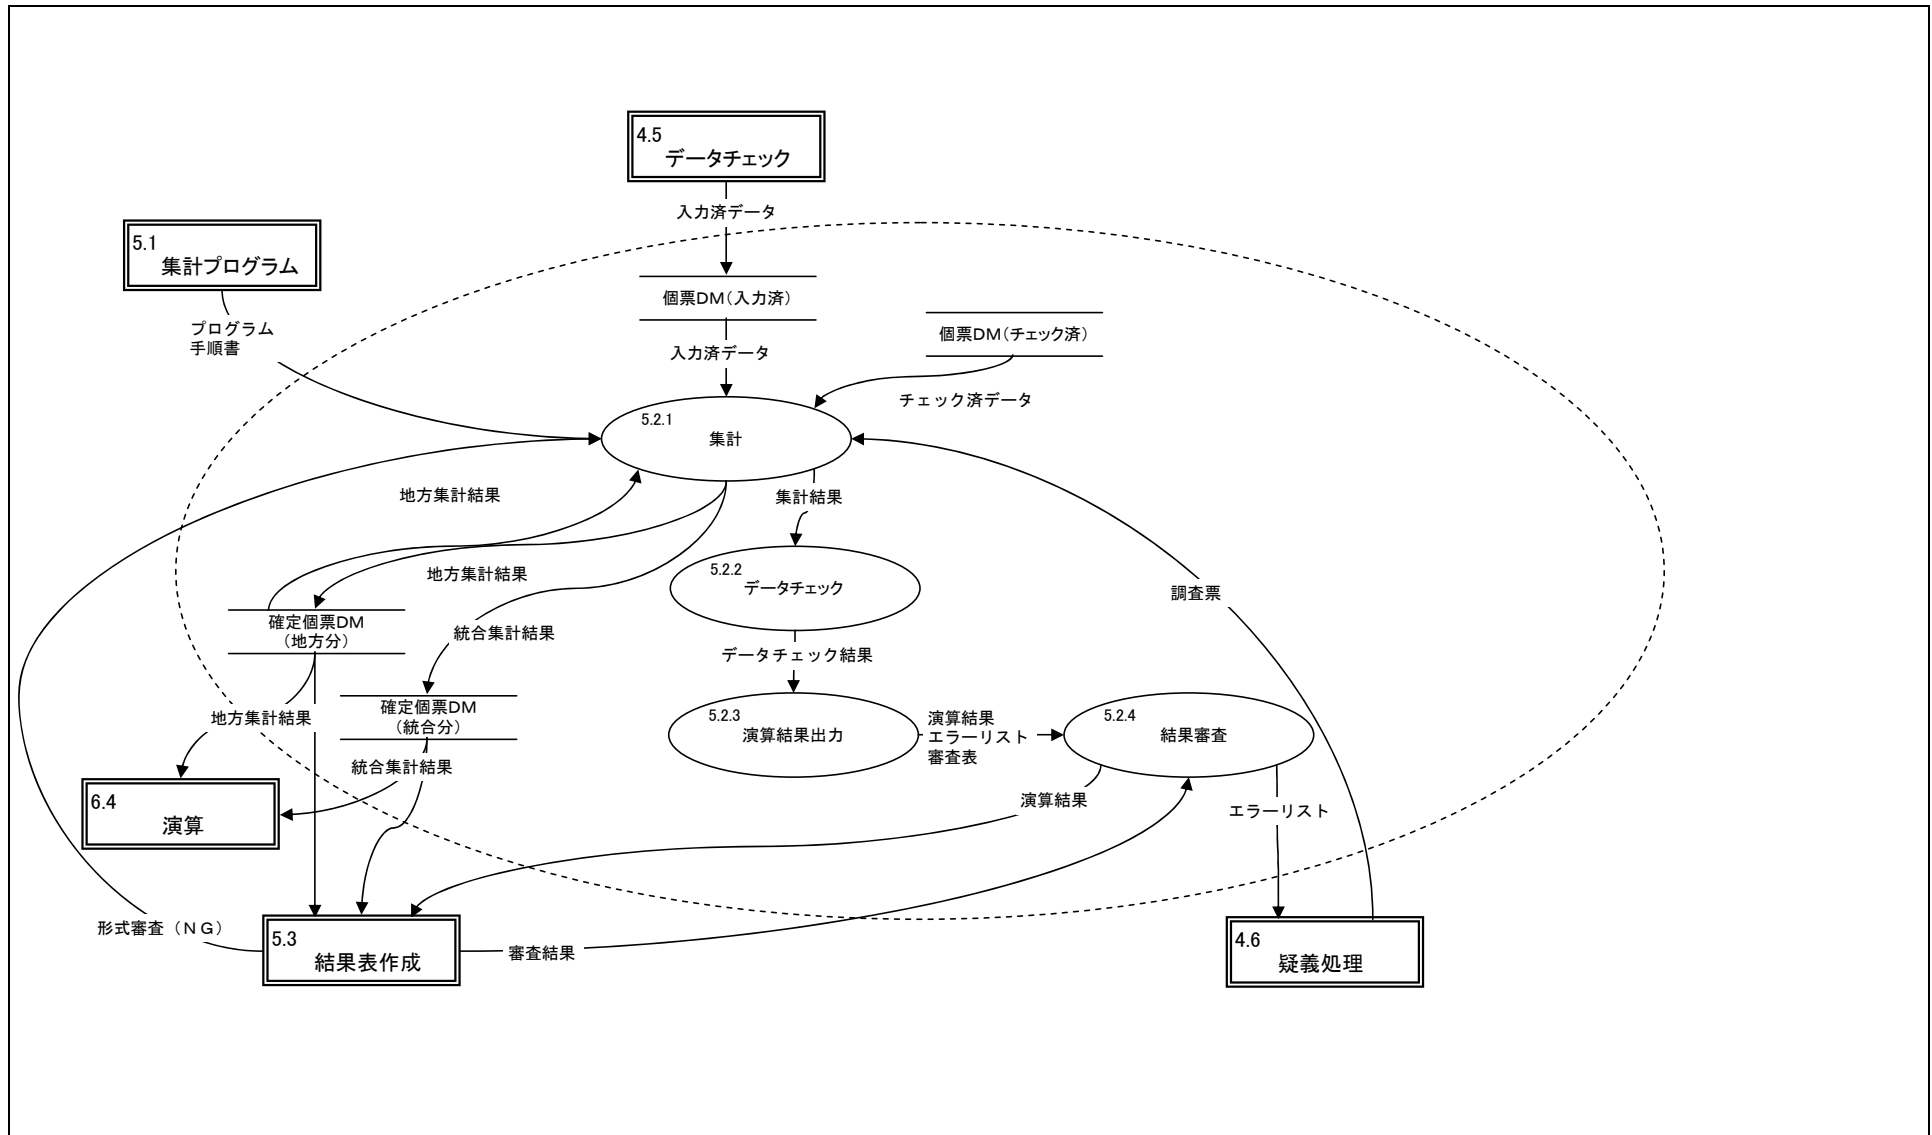 4.5
データチェック
入力済データ
5.1
集計プログラム
個票DM(入力済)
プログラム
手順書
個票DM(チェック済)
入力済データ
チェック済データ
5.2.1
集計
地方集計結果
集計結果
5.2.2
データチェック
地方集計結果
調査票
確定個票DM
(地方分)
統合集計結果
データチェック結果
確定個票DM
(統合分)
地方集計結果
5.2.3
演算結果出力
演算結果
エラーリスト
審査表
5.2.4
結果審査
統合集計結果
6.4
演算
演算結果
エラーリスト
形式審査(NG)
5.3
結果表作成
審査結果
4.6
疑義処理